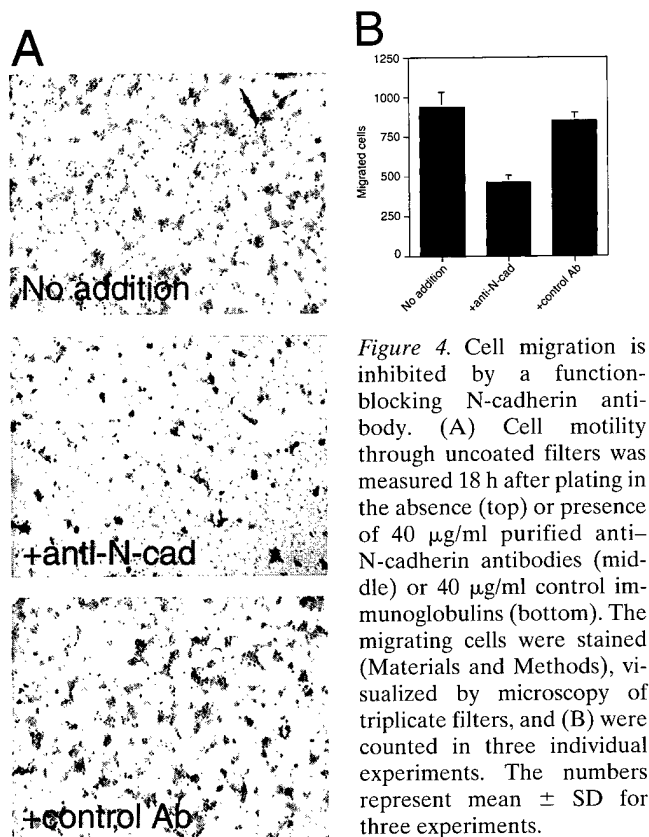 A
No addition
+anti-N-cad
+control Ab
B
1250
1000
750
500
250
0
Migrated cells
No addition
+anti-N-cad
+control Ab
Figure 4. Cell migration is
inhibited by a function-
blocking N-cadherin anti-
body. (A) Cell motility
through uncoated filters was
measured 18 h after plating in
the absence (top) or presence
of 40 μg/ml purified anti–
N-cadherin antibodies (mid-
dle) or 40 μg/ml control im-
munoglobulins (bottom). The
migrating cells were stained
(Materials and Methods), vi-
sualized by microscopy of
triplicate filters, and (B) were
counted in three individual
experiments. The numbers
represent mean ± SD for
three experiments.